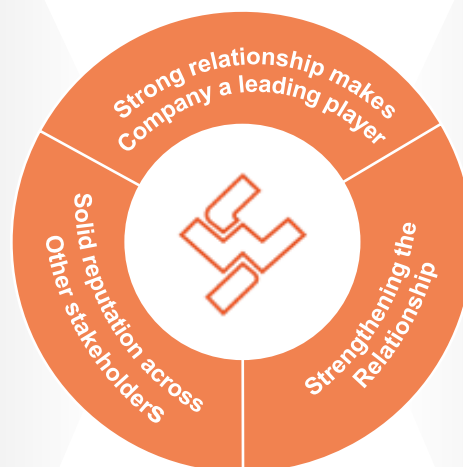 Strong relationship makes
Company a leading player
Strengthening the
Relationship
Solid reputation across
Other stakeholders